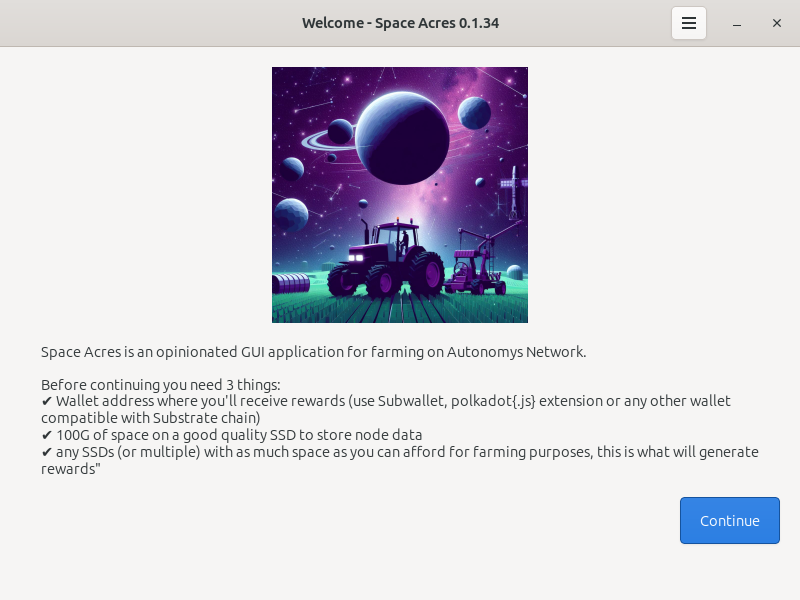 Welcome - Space Acres 0.1.34
Space Acres is an opinionated GUI application for farming on Autonomys Network.
Before continuing you need 3 things:
✔ Wallet address where you'll receive rewards (use Subwallet, polkadot{.js} extension or any other wallet
compatible with Substrate chain)
✔ 100G of space on a good quality SSD to store node data
✔ any SSDs (or multiple) with as much space as you can afford for farming purposes, this is what will generate
rewards"
Continue